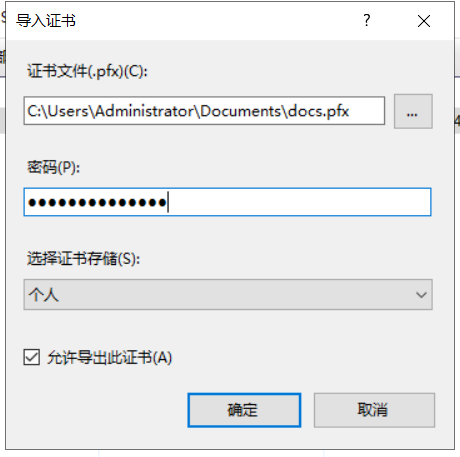 导入证书
?
证书文件(.pfx)(C):
C:\Users\Administrator\Documents\docs.pfx
...
密码(P):
●●●●●●●●●●●●●●
选择证书存储(S):
个人
允许导出此证书(A)
确定
取消